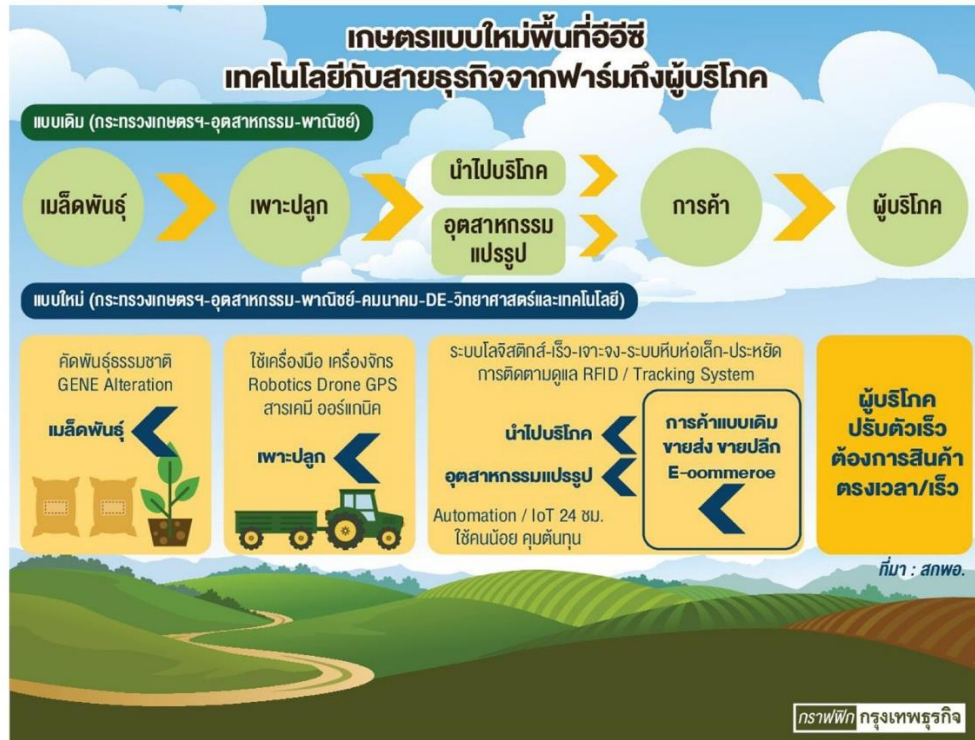 เกษตรแบบใหม่พื้นที่อีอีซี
เทคโนโลยีกับสายธุรกิจจากฟาร์มถึงผู้บริโภค
แบบเดิม (กระทรวงเกษตรฯ-อุตสาหกรรม-พาณิชย์)
เมล็ดพันธุ์
เพาะปลูก
นำไปบริโภค
อุตสาหกรรม
แปรรูป
การค้า
ผู้บริโภค
แบบใหม่ (กระทรวงเกษตรฯ-อุตสาหกรรม-พาณิชย์-คมนาคม-DE-วิทยาศาสตร์และเทคโนโลยี)
คัดพันธุ์ธรรมชาติ
GENE Alteration
เมล็ดพันธุ์
ใช้เครื่องมือ เครื่องจักร
Robotics Drone GPS
สารเคมี ออร์แกนิค
เพาะปลูก
ระบบโลจิสติกส์-เร็ว-เจาะจง-ระบบหีบห่อเล็ก-ประหยัด
การติดตามดูแล RFID / Tracking System
นำไปบริโภค
อุตสาหกรรมแปรรูป
Automation / IoT 24 ชม.
ใช้คนน้อย คุมต้นทุน
การค้าแบบเดิม
ขายส่ง ขายปลีก
E-oommeroe
ผู้บริโภค
ปรับตัวเร็ว
ต้องการสินค้า
ตรงเวลา/เร็ว
ที่มา : สกพอ.
กราฟฟิก กรุงเทพธุรกิจ